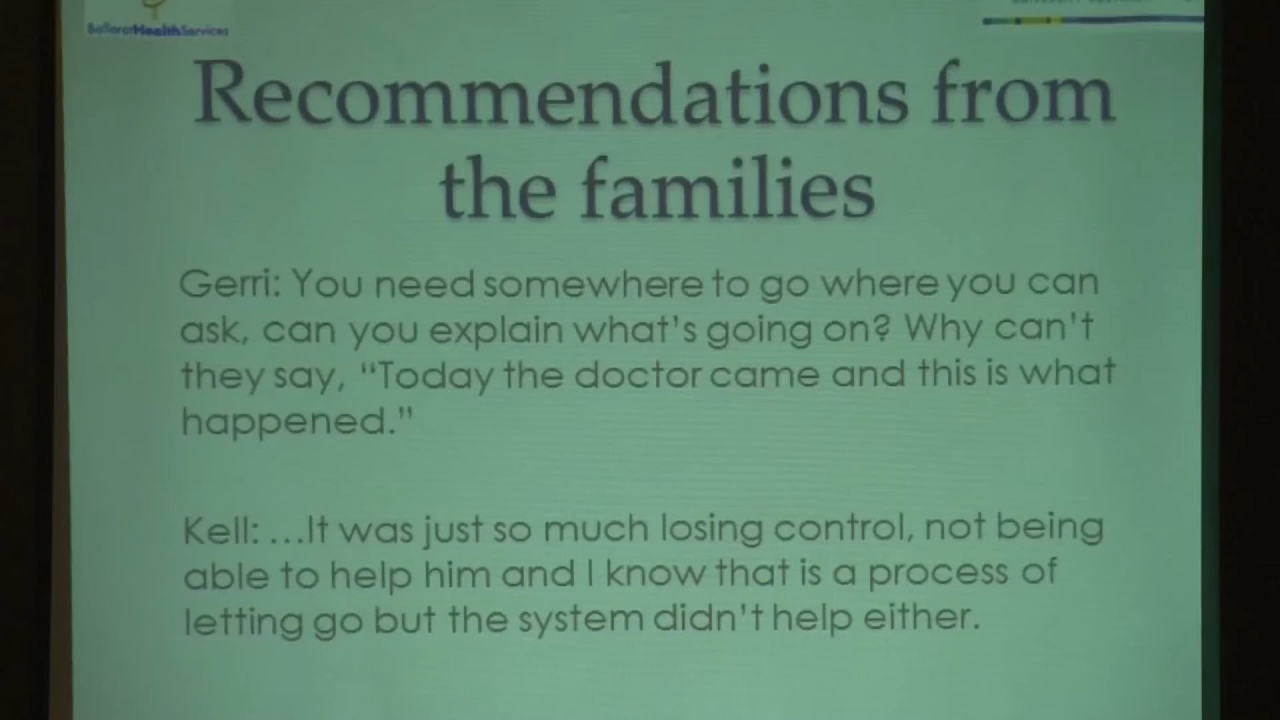 BallaratHealthServices
Recommendations from
the families
Gerri: You need somewhere to go where you can
ask, can you explain what's going on? Why can't
they say, "Today the doctor came and this is what
happened."
Kell: ...It was just so much losing control, not being
able to help him and I know that is a process of
letting go but the system didn't help either.